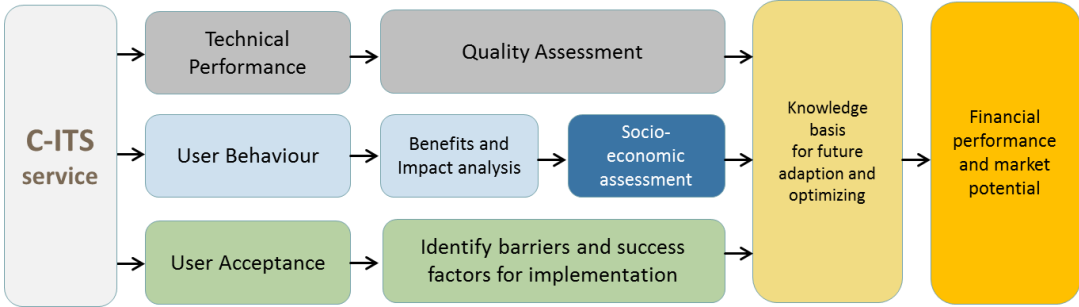 C-ITS
service
Technical
Performance
Quality Assessment
User Behaviour
Benefits and
Impact analysis
Socio-
economic
assessment
User Acceptance
Identify barriers and success
factors for implementation
Knowledge
basis
for future
adaption and
optimizing
Financial
performance
and market
potential